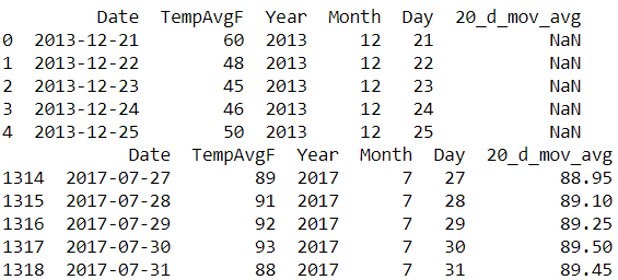 Date TempAvgF Year Month Day 20_d_mov_avg
0 2013-12-21 60 2013 12 21 NaN
1 2013-12-22 48 2013 12 22 NaN
2 2013-12-23 45 2013 12 23 NaN
3 2013-12-24 46 2013 12 24 NaN
4 2013-12-25 50 2013 12 25 NaN
Date TempAvgF Year Month Day 20_d_mov_avg
1314 2017-07-27 89 2017 7 27 88.95
1315 2017-07-28 91 2017 7 28 89.10
1316 2017-07-29 92 2017 7 29 89.25
1317 2017-07-30 93 2017 7 30 89.50
1318 2017-07-31 88 2017 7 31 89.45